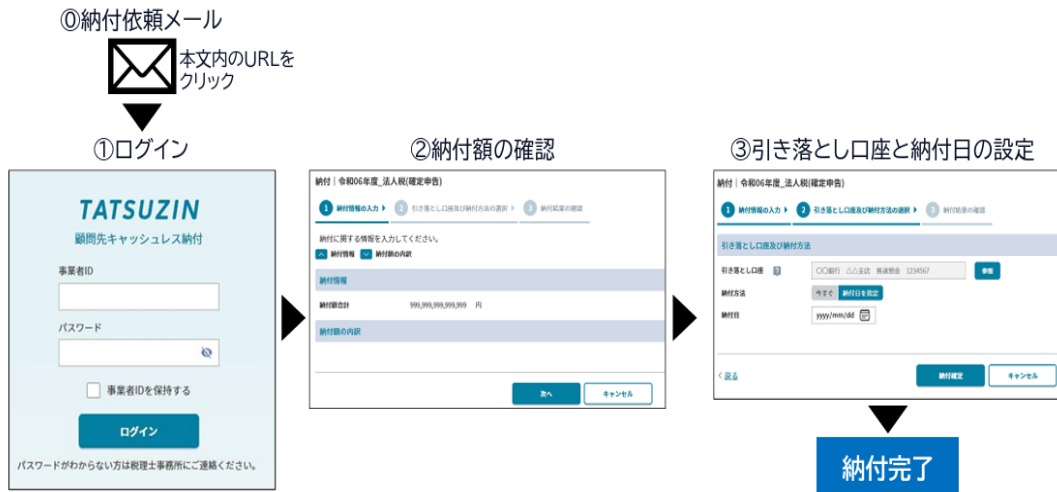 ⓪納付依頼メール
本文内のURLを
クリック
①ログイン
TATSUZIN
顧問先キャッシュレス納付
事業者ID
パスワード
事業者IDを保持する
ログイン
パスワードがわからない方は税理士事務所にご連絡ください。
②納付額の確認
納付｜令和06年度_法人税(確定申告)
1 納付情報の入力 2 引き落とし口座及び納付方法の選択 3 納付結果の確認
納付に関する情報を入力してください。
納付情報 納付額の内訳
納付情報
納付額合計 999,999,999,999,999 円
納付額の内訳
次へ キャンセル
③引き落とし口座と納付日の設定
納付｜令和06年度_法人税(確定申告)
1 納付情報の入力 2 引き落とし口座及び納付方法の選択 3 納付結果の確認
引き落とし口座及び納付方法
引き落とし口座 ? 〇〇銀行 △△支店 普通預金 1234567 参照
納付方法 今すぐ 納付日を指定
納付日 yyyy/mm/dd
< 戻る 納付確定 キャンセル
納付完了